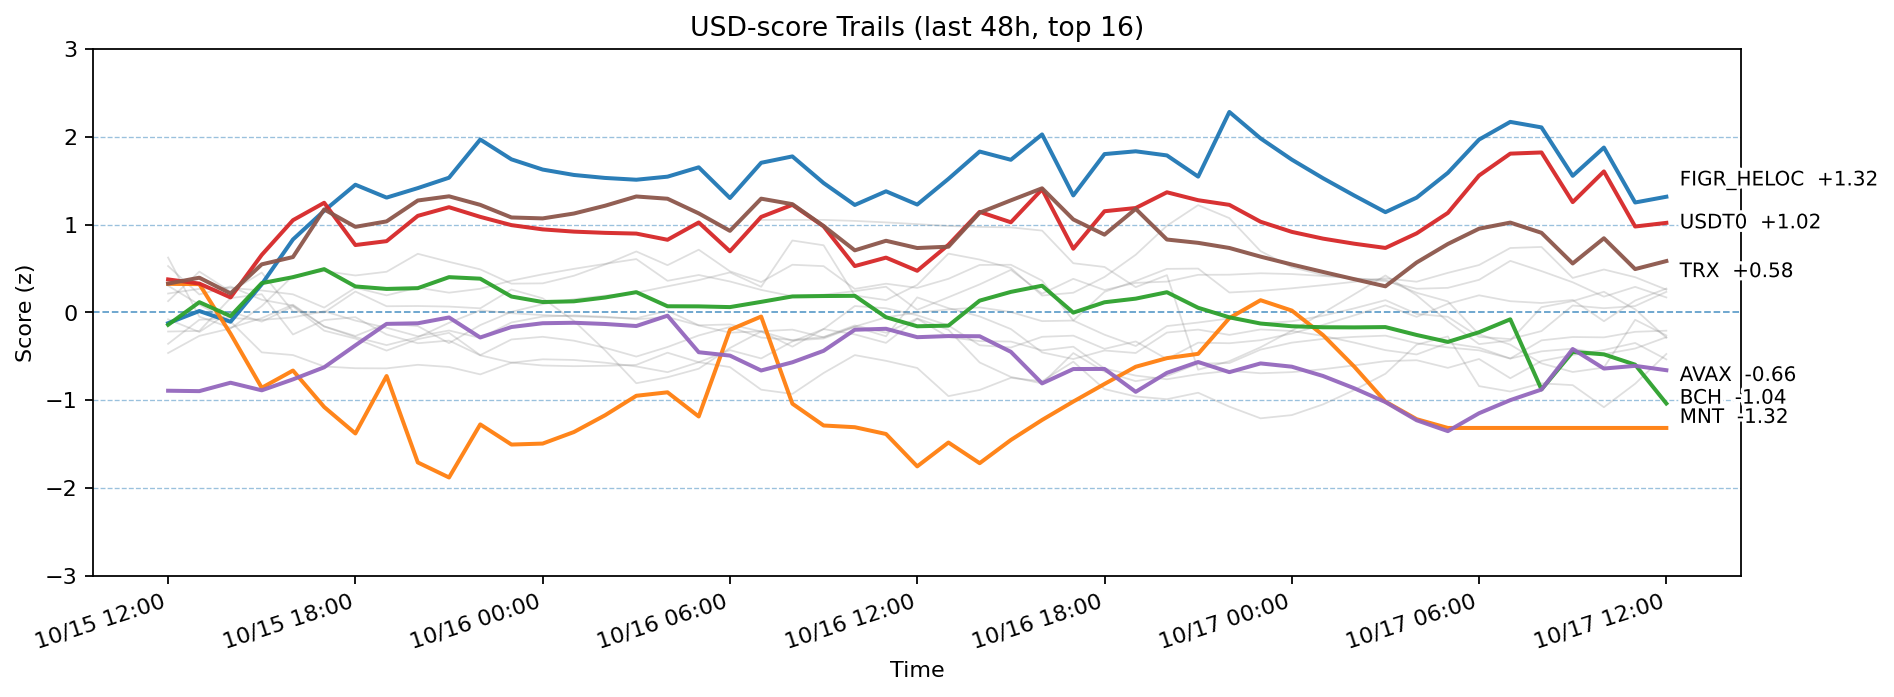 USD-score Trails (last 48h, top 16)
3
2
1
0
−1
−2
−3
Score (z)
FIGR_HELOC +1.32
USDT0 +1.02
TRX +0.58
AVAX -0.66
BCH -1.04
MNT -1.32
10/15 12:00
10/15 18:00
10/16 00:00
10/16 06:00
10/16 12:00
10/16 18:00
10/17 00:00
10/17 06:00
10/17 12:00
Time